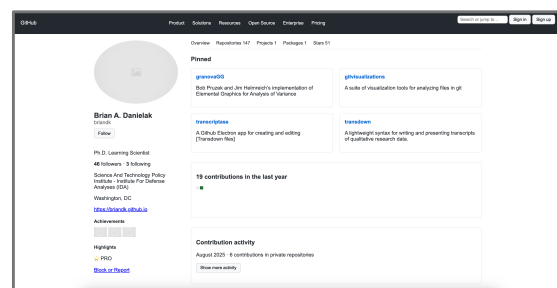 GitHub
Product Solutions Resources Open Source Enterprise Pricing
Search or jump to...
Sign in
Sign up
Overview Repositories 147 Projects 1 Packages 1 Stars 51
Brian A. Danielak
briandk
Follow
Ph.D. Learning Scientist
46 followers · 3 following
Science And Technology Policy
Institute - Institute For Defense
Analyses (IDA)
Washington, DC
https://briandk.github.io
Achievements
Highlights
PRO
Block or Report
Pinned
granovaGG
Bob Pruzek and Jim Helmreich's implementation of
Elemental Graphics for Analysis of Variance
gitvisualizations
A suite of visualization tools for analyzing files in git
transcriptase
A Github Electron app for creating and editing
[Transdown files]
transdown
A lightweight syntax for writing and presenting transcripts
of qualitative research data.
19 contributions in the last year
Contribution activity
August 2025 · 6 contributions in private repositories
Show more activity